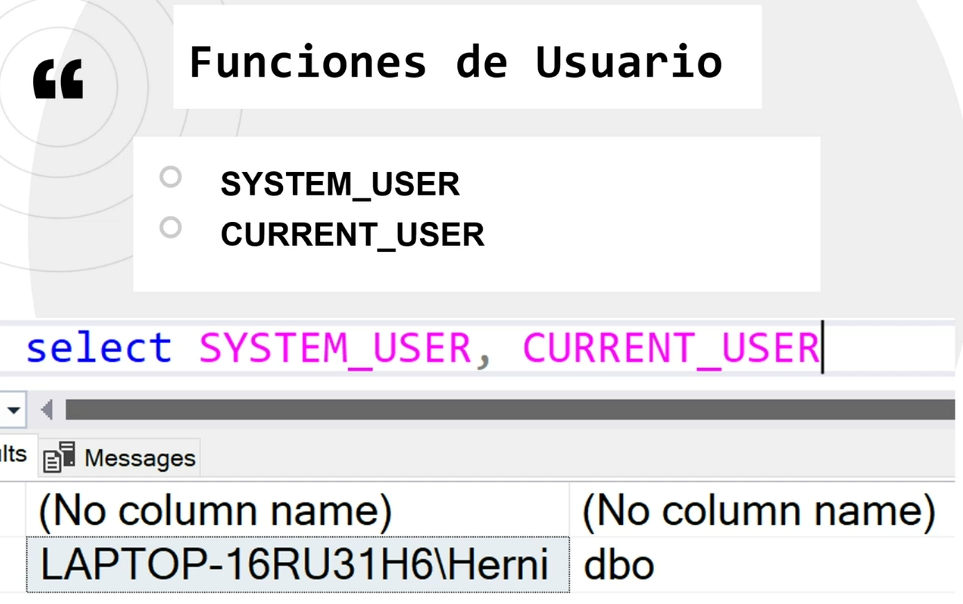 “
Funciones de Usuario
SYSTEM_USER
CURRENT_USER
select SYSTEM_USER, CURRENT_USER
lts Messages
(No column name) (No column name)
LAPTOP-16RU31H6\Herni dbo